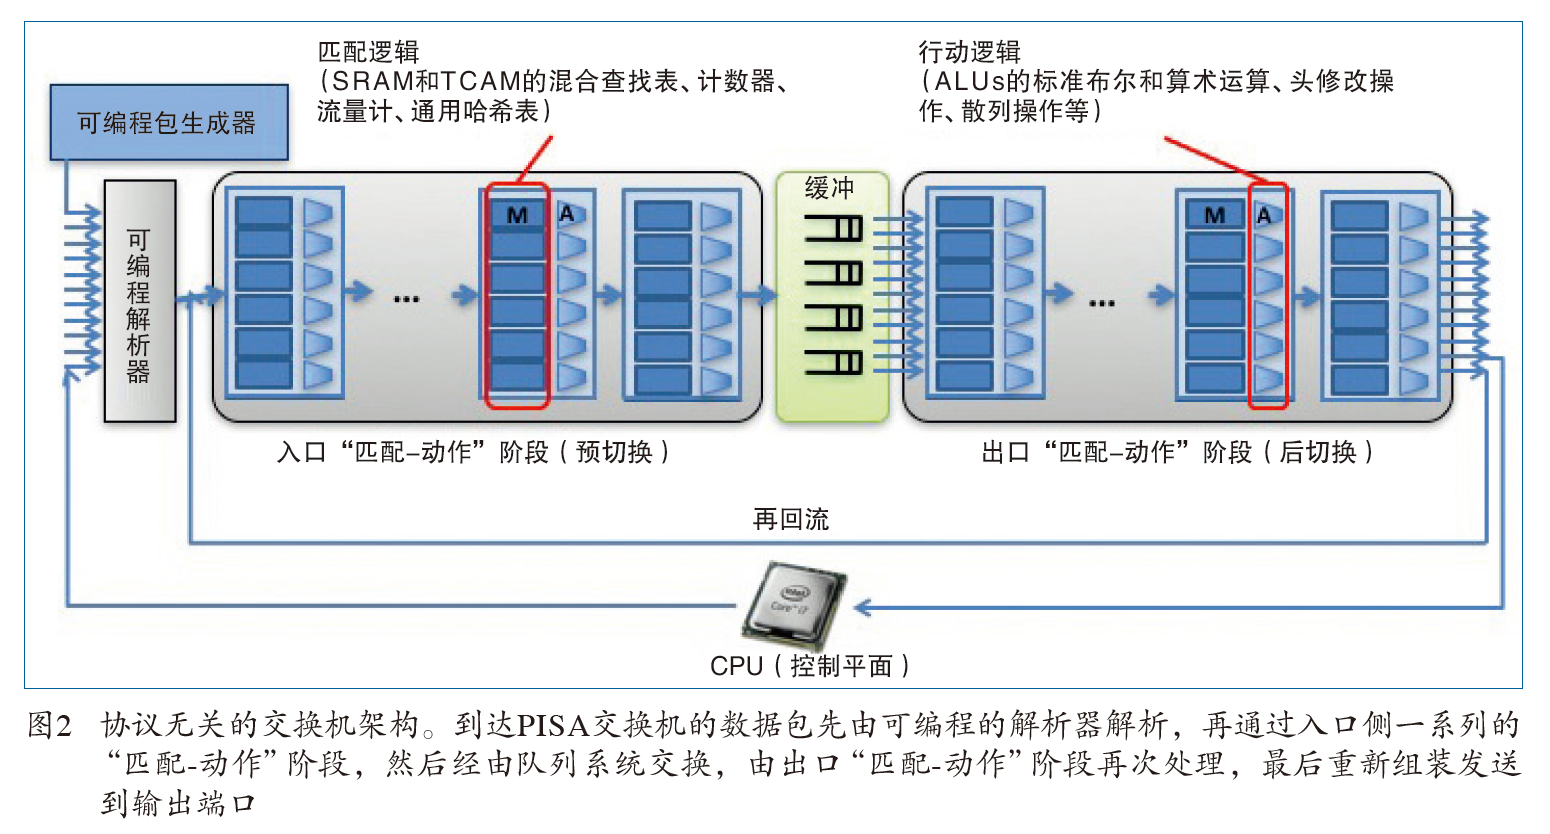 匹配逻辑
（SRAM和TCAM的混合查找表、计数器、
流量计、通用哈希表）
行动逻辑
（ALUs的标准布尔和算术运算、头修改操
作、散列操作等）
可编程包生成器
可编程解析器
M A
缓冲
M A
...
...
入口“匹配–动作”阶段（预切换）
出口“匹配–动作”阶段（后切换）
再回流
intel
Core i7
CPU（控制平面）
图2 协议无关的交换机架构。到达PISA交换机的数据包先由可编程的解析器解析，再通过入口侧一系列的
“匹配-动作”阶段，然后经由队列系统交换，由出口“匹配-动作”阶段再次处理，最后重新组装发送
到输出端口